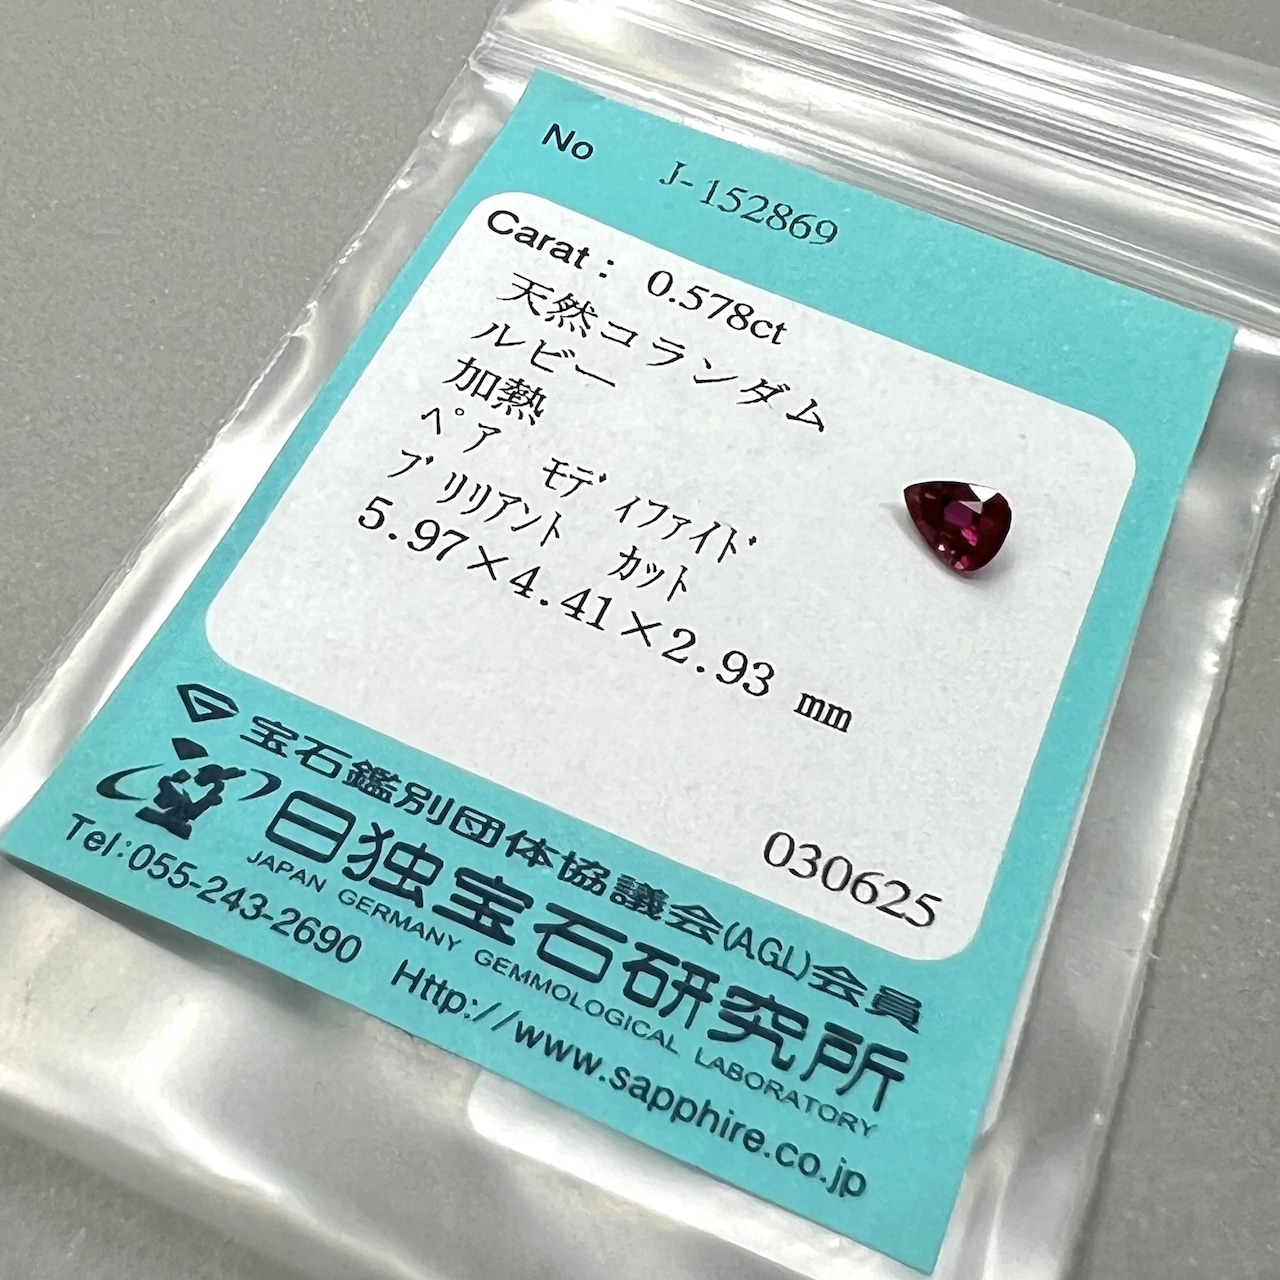 No J-152869
Carat: 0.578ct
天然コランダム
ルビー
加熱
ﾍﾟｱ ﾓﾃﾞｨﾌｧｲﾄﾞ
ﾌﾞﾘﾘｱﾝﾄ ｶｯﾄ
5.97×4.41×2.93 mm
030625
宝石鑑別団体協議会(AGL)会員
日独宝石研究所
JAPAN GERMANY GEMMOLOGICAL LABORATORY
Tel:055-243-2690 Http://www.sapphire.co.jp